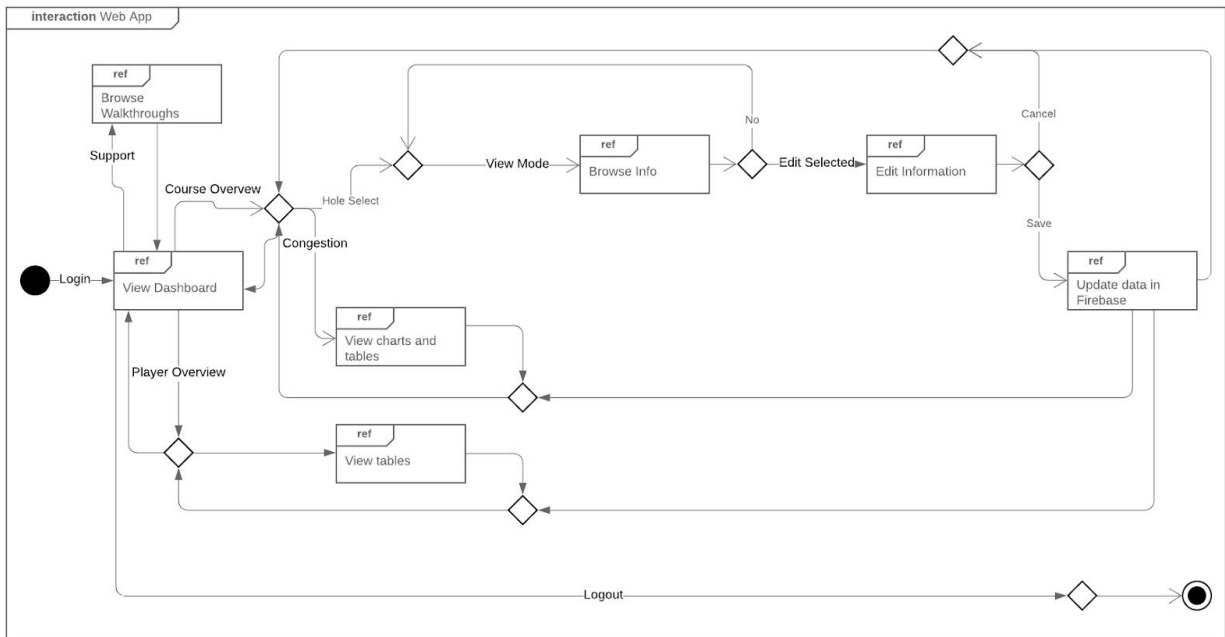 interaction Web App
ref
Browse
Walkthroughs
Support
Course Overvew
Hole Select
View Mode
ref
Browse Info
No
Edit Selected
ref
Edit Information
Cancel
Save
Congestion
Login
ref
View Dashboard
ref
Update data in
Firebase
ref
View charts and
tables
Player Overview
ref
View tables
Logout